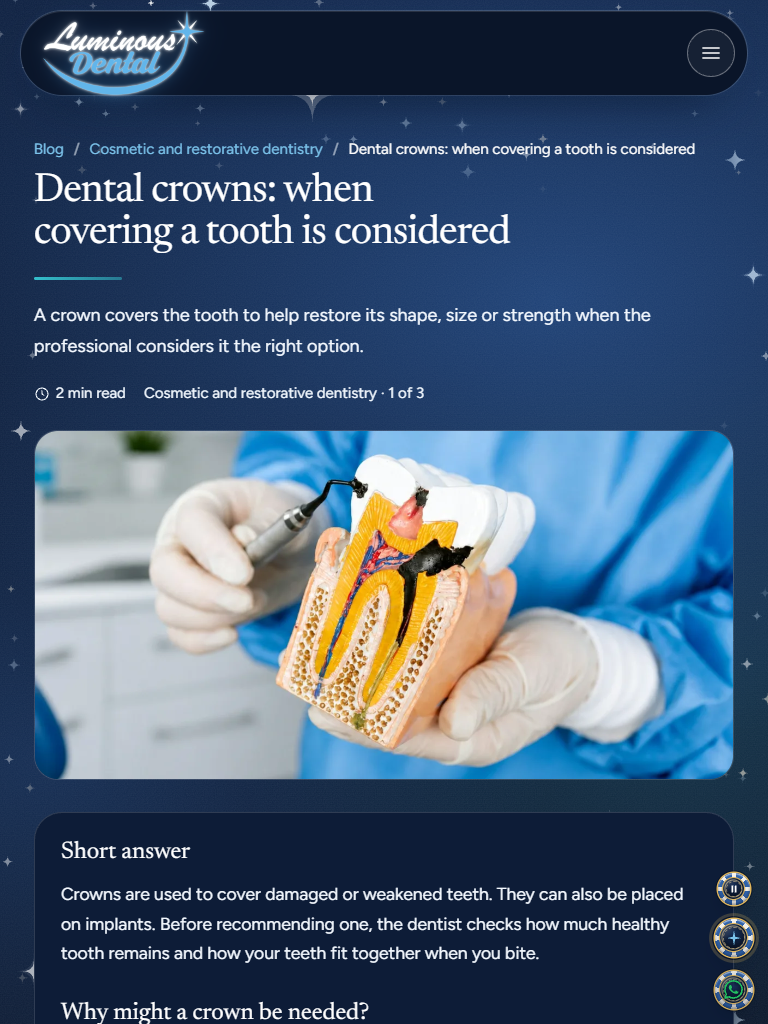 Luminous
Dental
Blog / Cosmetic and restorative dentistry / Dental crowns: when covering a tooth is considered
Dental crowns: when
covering a tooth is considered
A crown covers the tooth to help restore its shape, size or strength when the
professional considers it the right option.
2 min read Cosmetic and restorative dentistry · 1 of 3
Short answer
Crowns are used to cover damaged or weakened teeth. They can also be placed
on implants. Before recommending one, the dentist checks how much healthy
tooth remains and how your teeth fit together when you bite.
Why might a crown be needed?